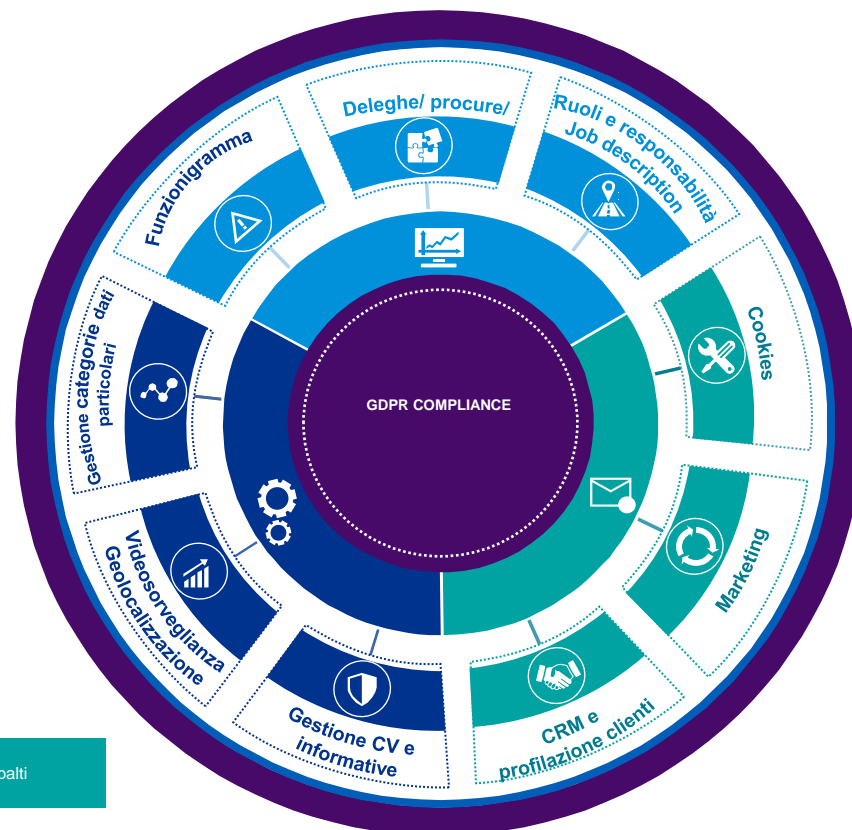 Deleghe/ procure/
Ruoli e responsabilità
Job description
Funzionigramma
Cookies
Gestione categorie dati
particolari
GDPR COMPLIANCE
Videosorveglianza
Geolocalizzazione
Marketing
Gestione CV e
informative
CRM e
profilazione clienti